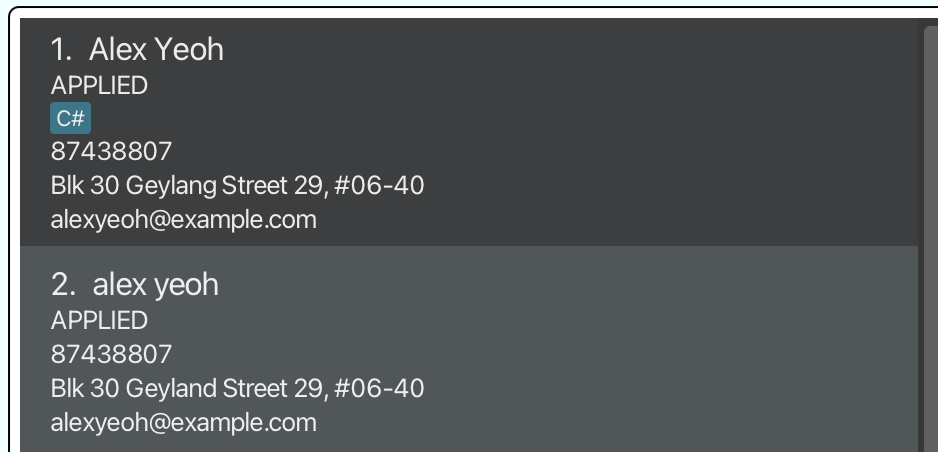 1. Alex Yeoh
APPLIED
C#
87438807
Blk 30 Geylang Street 29, #06-40
alexyeoh@example.com
2. alex yeoh
APPLIED
87438807
Blk 30 Geyland Street 29, #06-40
alexyeoh@example.com